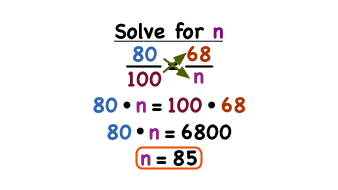 Solve for n
80/100 = 68/n
80 • n = 100 • 68
80 • n = 6800
n = 85